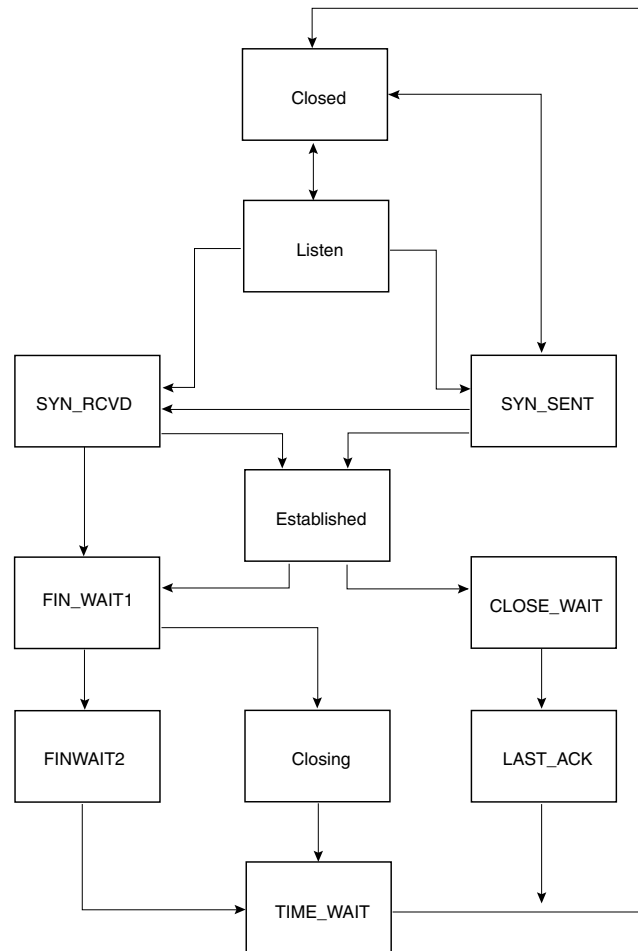 Closed
Listen
SYN_RCVD
SYN_SENT
Established
FIN_WAIT1
CLOSE_WAIT
FINWAIT2
Closing
LAST_ACK
TIME_WAIT